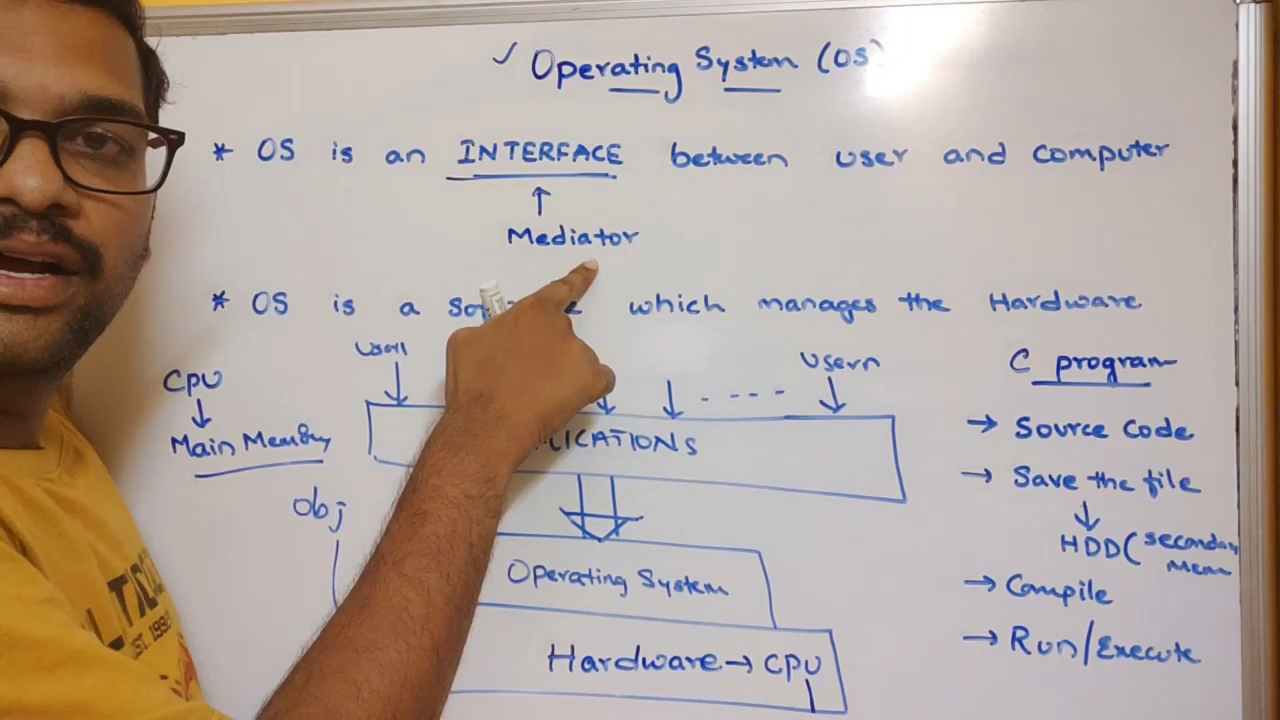 ✓ Operating System (OS)
* OS is an INTERFACE between user and computer
↑
Mediator
* OS is a which manages the Hardware
User1
Usern
CPU
↓
Main Memory
obj
Operating System
Hardware → CPU
C program
→ Source Code
→ Save the file
↓
HDD (secondary
Mem
→ Compile
→ Run/Execute
EST. 1992